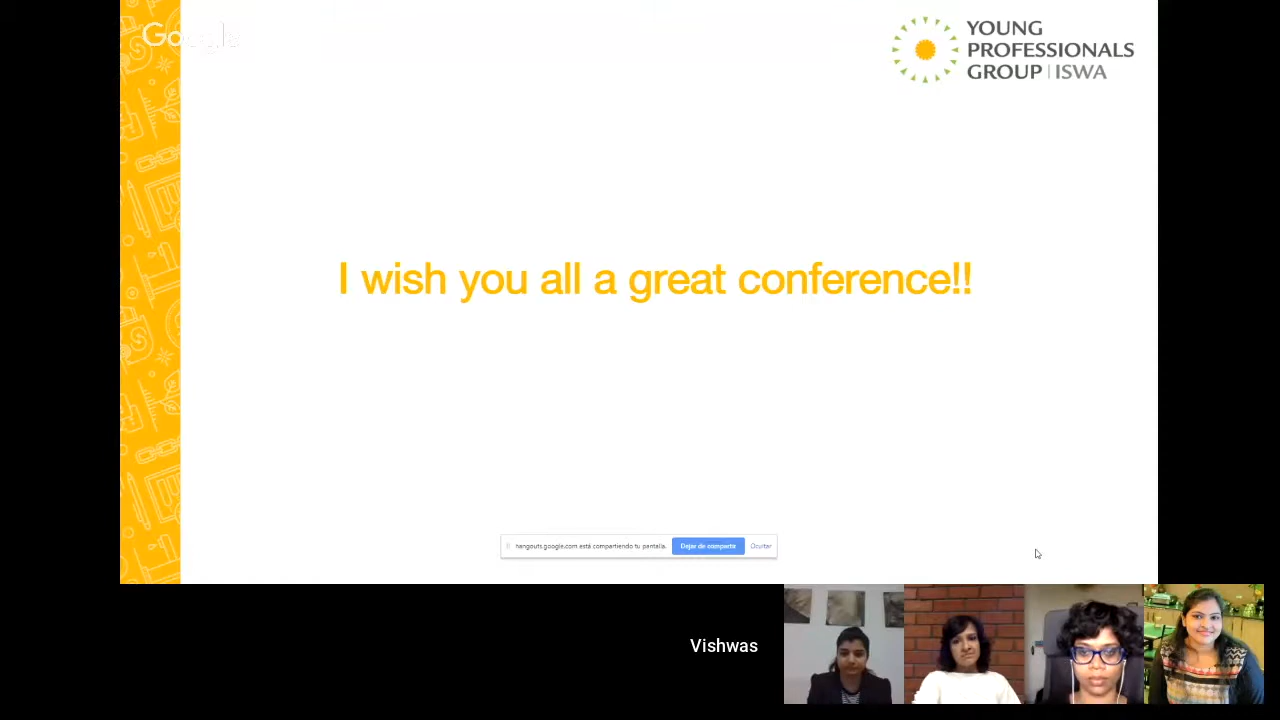 Google
YOUNG
PROFESSIONALS
GROUP | ISWA
I wish you all a great conference!!
hangouts.google.com está compartiendo tu pantalla.
Dejar de compartir
Ocultar
Vishwas